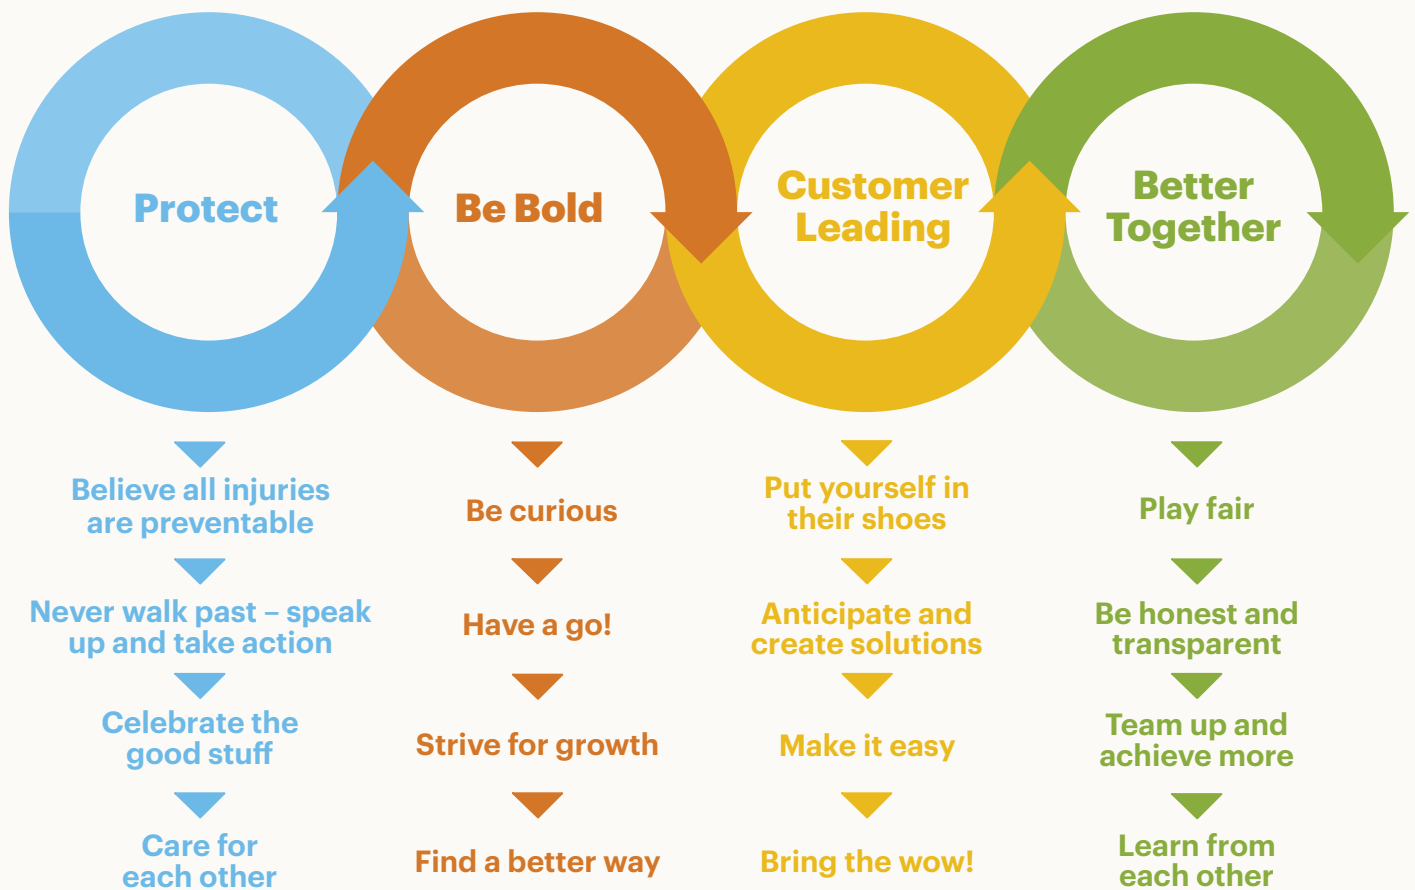 Protect
Believe all injuries
are preventable
Never walk past – speak
up and take action
Celebrate the
good stuff
Care for
each other
Be Bold
Be curious
Have a go!
Strive for growth
Find a better way
Customer
Leading
Put yourself in
their shoes
Anticipate and
create solutions
Make it easy
Bring the wow!
Better
Together
Play fair
Be honest and
transparent
Team up and
achieve more
Learn from
each other